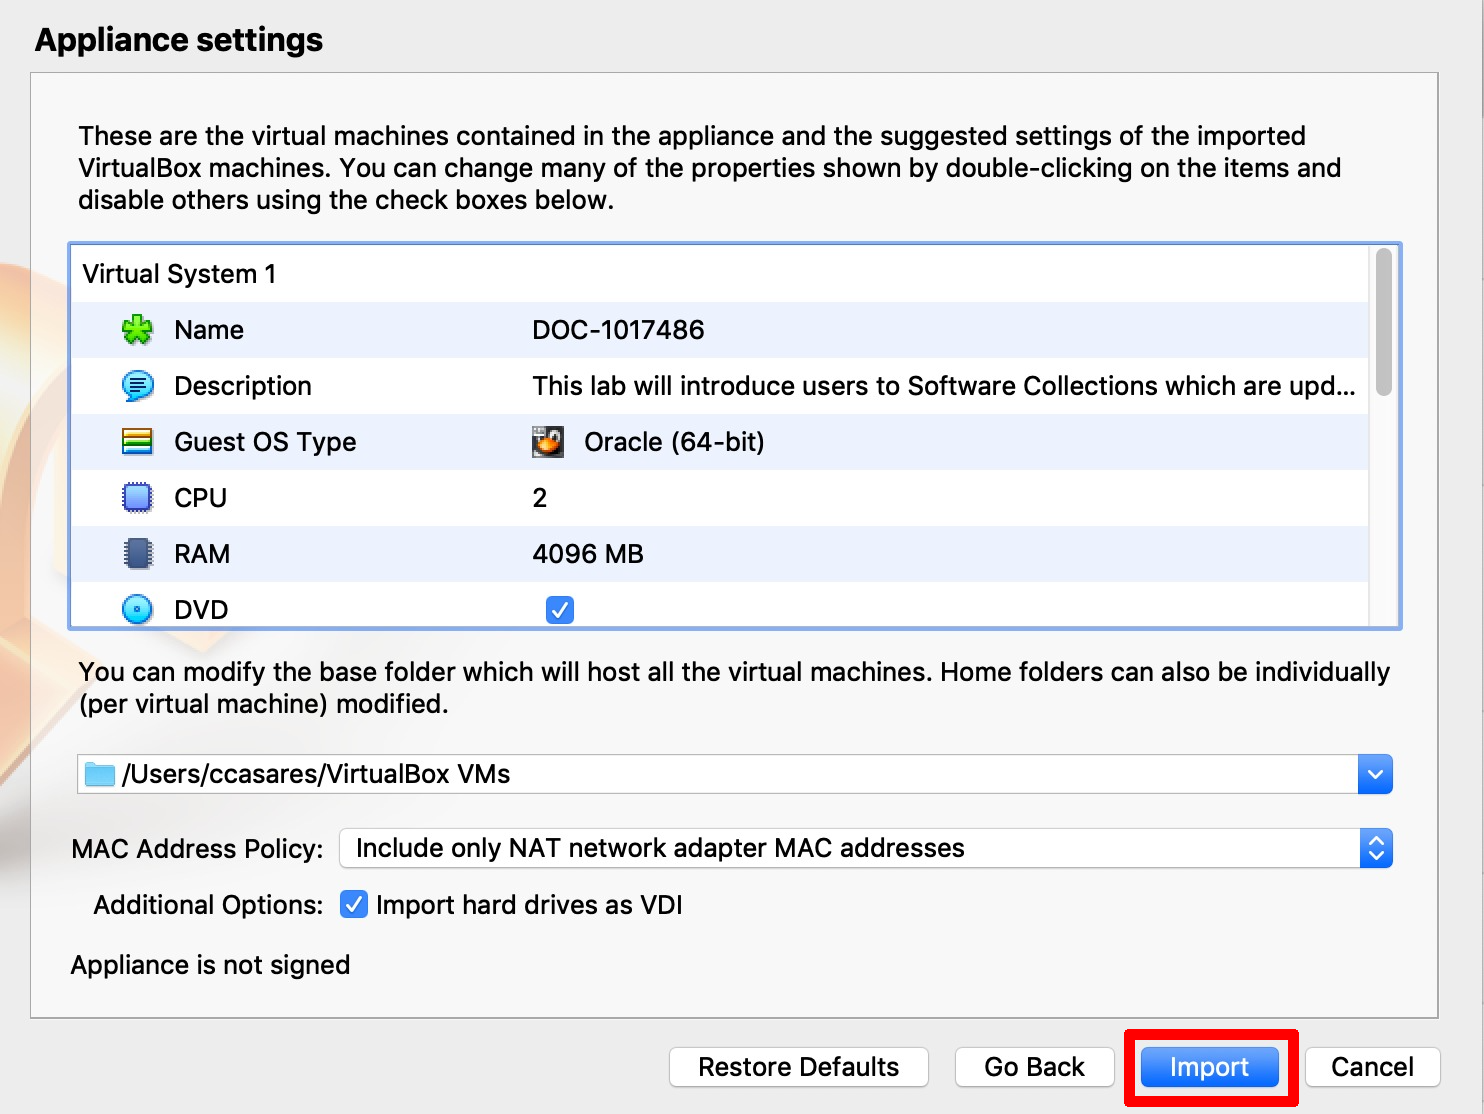 Appliance settings
These are the virtual machines contained in the appliance and the suggested settings of the imported
VirtualBox machines. You can change many of the properties shown by double-clicking on the items and
disable others using the check boxes below.
Virtual System 1
Name DOC-1017486
Description This lab will introduce users to Software Collections which are upd...
Guest OS Type Oracle (64-bit)
CPU 2
RAM 4096 MB
DVD
You can modify the base folder which will host all the virtual machines. Home folders can also be individually
(per virtual machine) modified.
/Users/ccasares/VirtualBox VMs
MAC Address Policy: Include only NAT network adapter MAC addresses
Additional Options: Import hard drives as VDI
Appliance is not signed
Restore Defaults Go Back Import Cancel